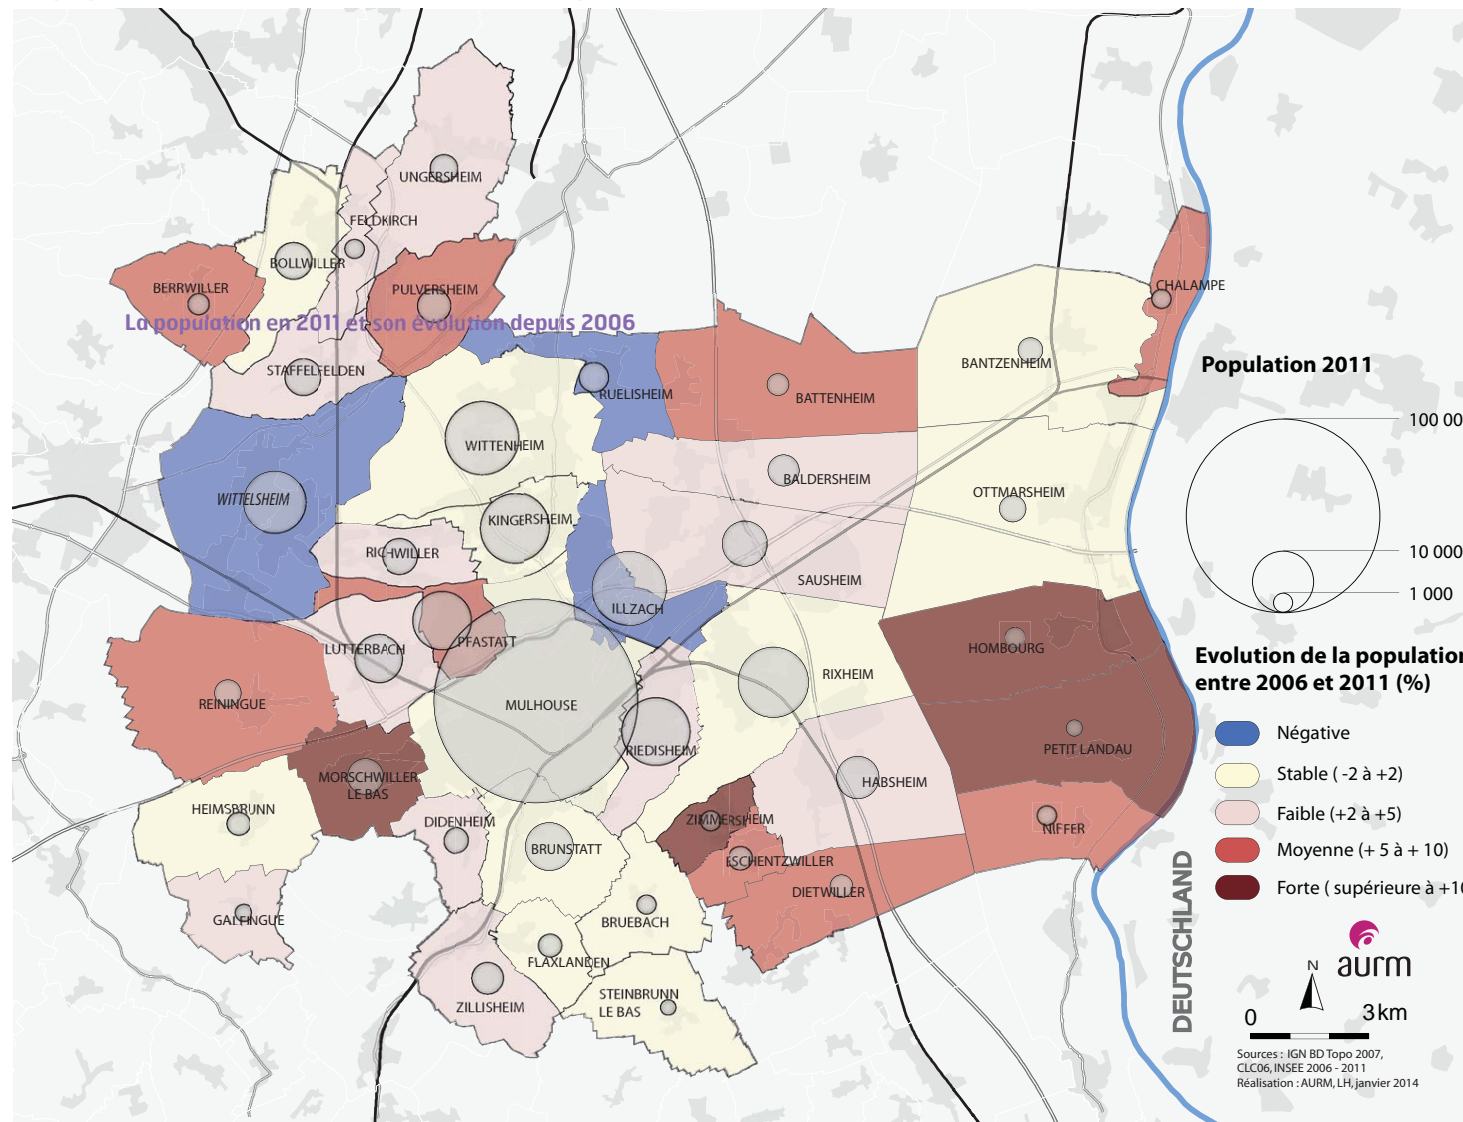 UNGERSHEIM
FELDKIRCH
BOLLWILLER
BERRWILLER
PULVERSHEIM
CHALAMPE
La population en 2011 et son évolution depuis 2006
STAFFELFELDEN
BANTZENHEIM
RUELISHEIM
BATTENHEIM
WITTENHEIM
BALDERSHEIM
WITTELSHEIM
OTTMARSHEIM
KINGERSHEIM
RICHWILLER
SAUSHEIM
ILLZACH
PFASTATT
LUTTERBACH
HOMBOURG
RIXHEIM
REININGUE
MULHOUSE
RIEDISHEIM
PETIT LANDAU
MORSCHWILLER
LE BAS
HABSHEIM
HEIMSBRUNN
DIDENHEIM
ZIMMERSHEIM
NIFFER
BRUNSTATT
ESCHENTZWILLER
DIETWILLER
GALFINGUE
BRUEBACH
FLAXLANDEN
ZILLISHEIM
STEINBRUNN
LE BAS
Population 2011
100 00
10 000
1 000
Evolution de la population
entre 2006 et 2011 (%)
Négative
Stable ( -2 à +2)
Faible (+2 à +5)
Moyenne (+ 5 à + 10)
Forte ( supérieure à +10
DEUTSCHLAND
aurm
N
0 3 km
Sources : IGN BD Topo 2007,
CLC06, INSEE 2006 - 2011
Réalisation : AURM, LH, janvier 2014